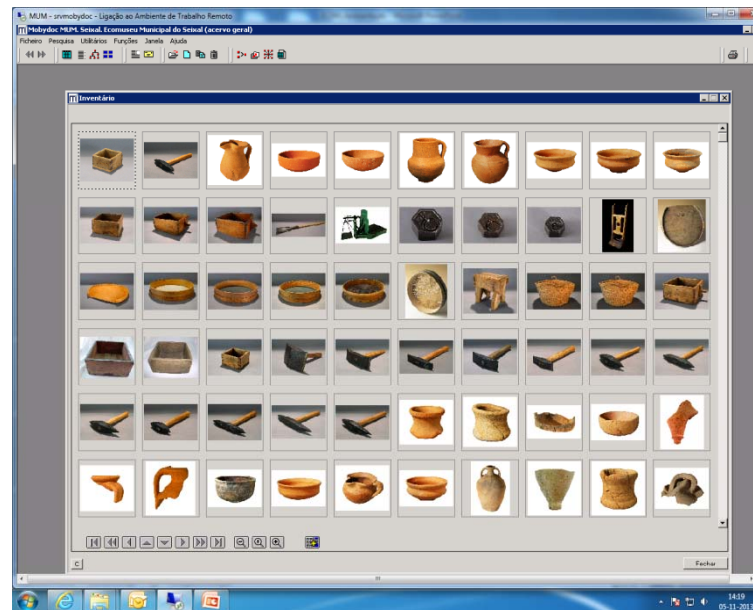 MUM - srvmobydoc - Ligação ao Ambiente de Trabalho Remoto
Mobydoc MUM. Seixal. Ecomuseu Municipal do Seixal (acervo geral)
Ficheiro Pesquisa Utilitários Funções Janela Ajuda
Inventário
C
Fechar
14:19